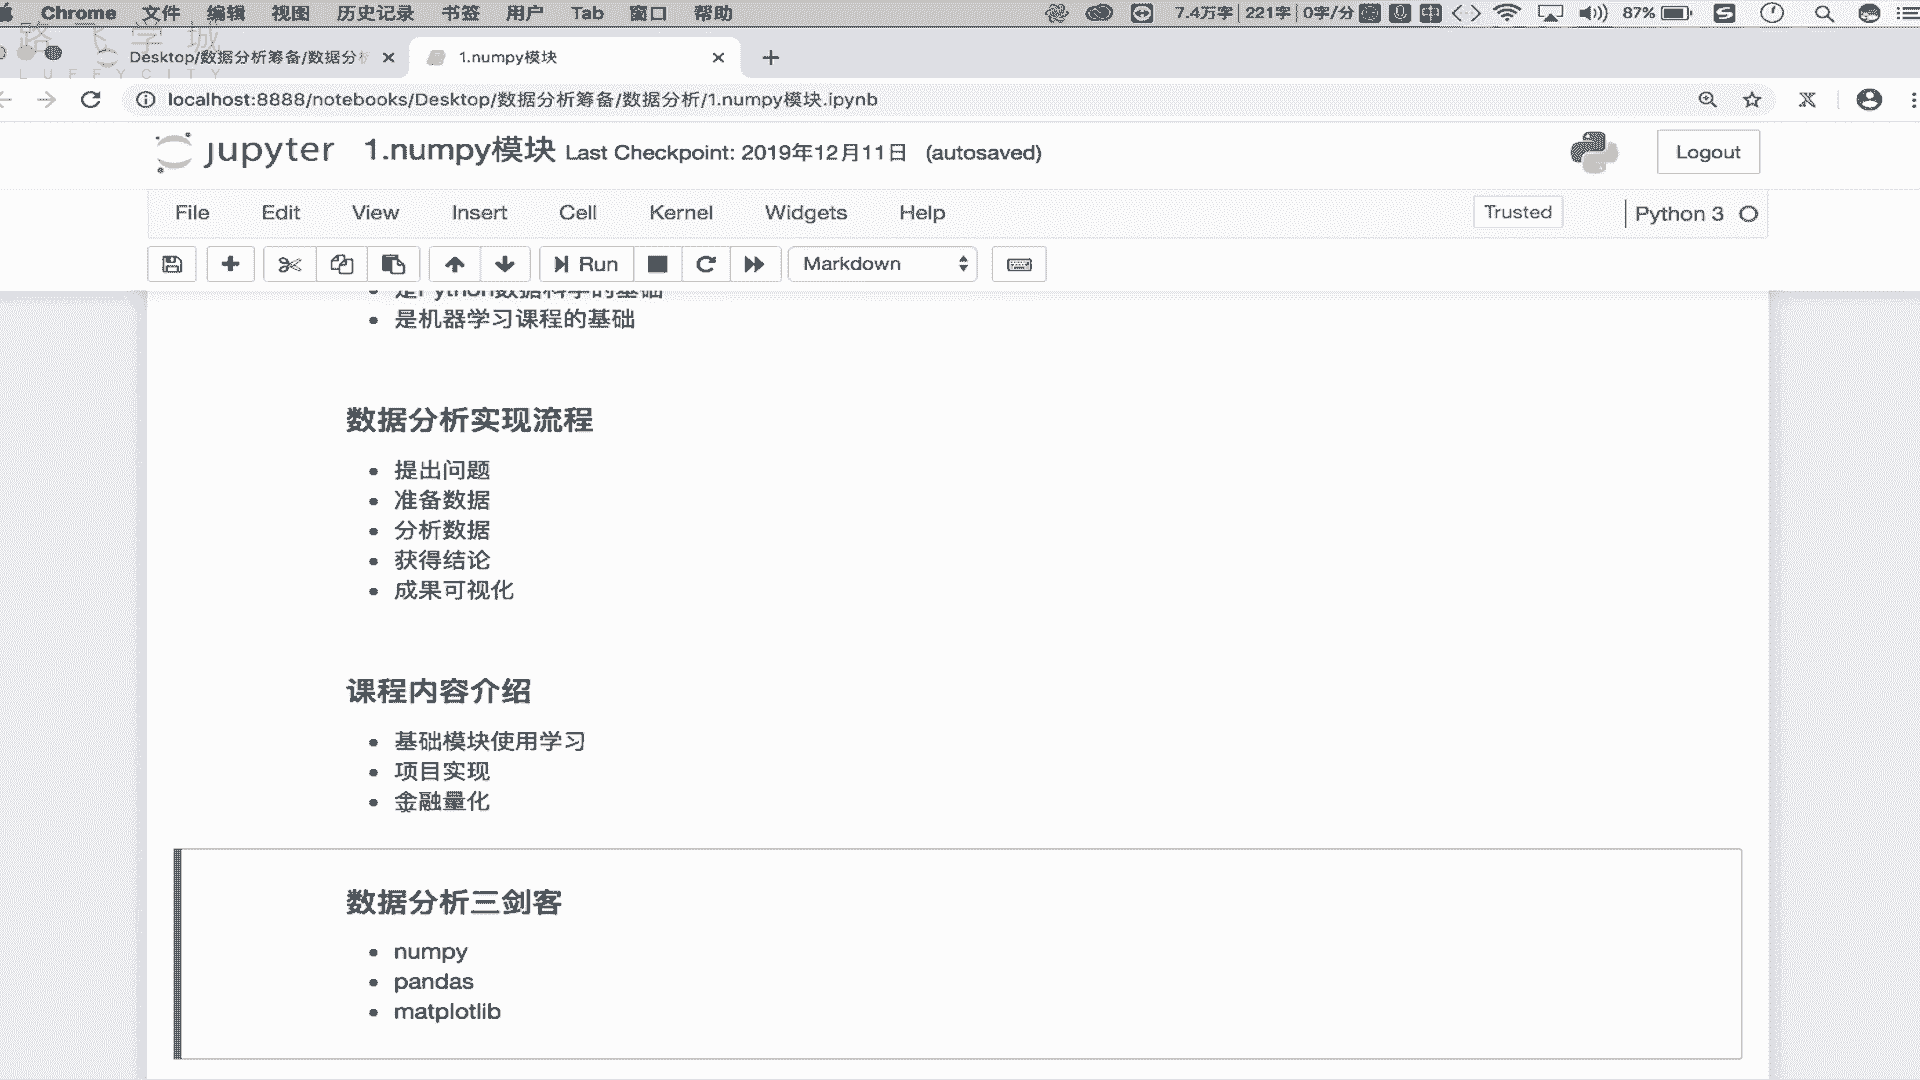 Chrome 文件 编辑 视图 历史记录 书签 用户 Tab 窗口 帮助 7.4万字 221字 0字/分 中 87%
路飞学城
LUFFYCITY
Desktop/数据分析筹备/数据分析 1.numpy模块
localhost:8888/notebooks/Desktop/数据分析筹备/数据分析/1.numpy模块.ipynb
jupyter 1.numpy模块 Last Checkpoint: 2019年12月11日 (autosaved) Logout
File Edit View Insert Cell Kernel Widgets Help Trusted Python 3
Run Markdown
是Python数据科学的基础
是机器学习课程的基础
数据分析实现流程
提出问题
准备数据
分析数据
获得结论
成果可视化
课程内容介绍
基础模块使用学习
项目实现
金融量化
数据分析三剑客
numpy
pandas
matplotlib